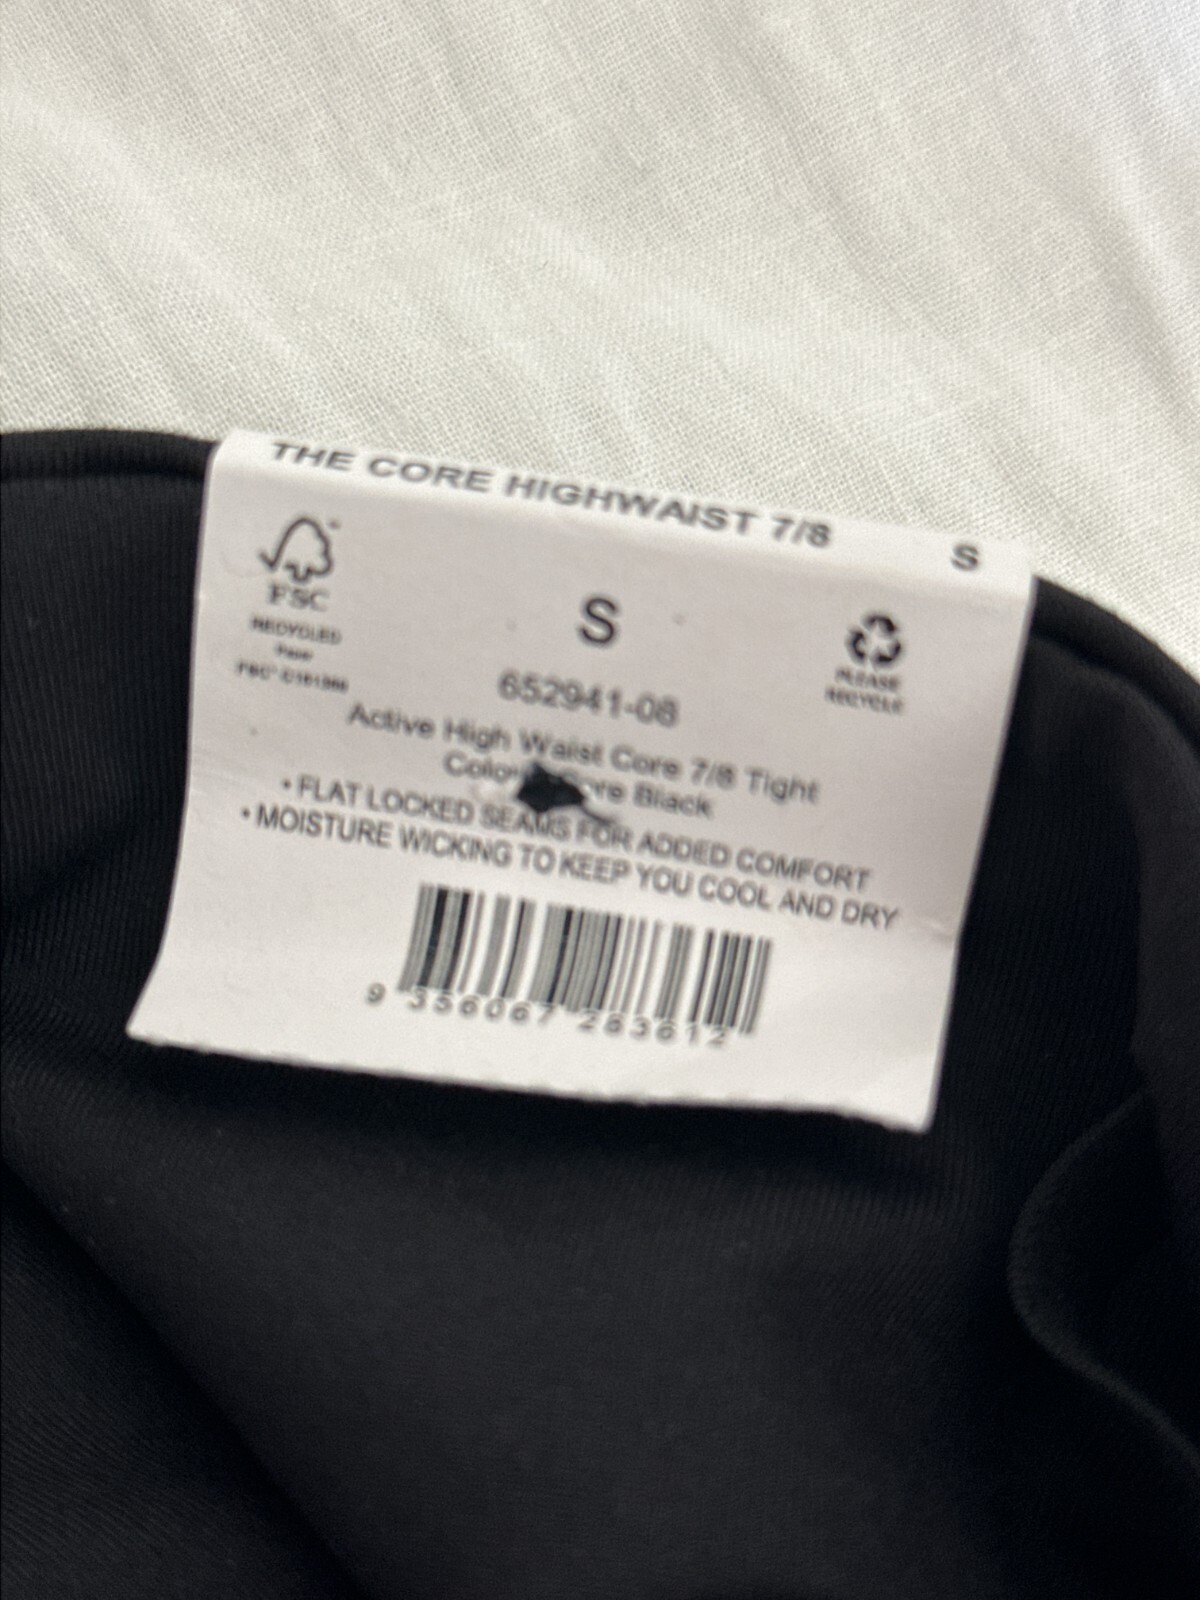 THE CORE HIGHWAIST 7/8 S
FSC
RECYCLED
S
PLEASE
RECYCLE
652941-08
Active High Waist Core 7/8 Tight
Core Black
• FLAT LOCKED SEAMS FOR ADDED COMFORT
• MOISTURE WICKING TO KEEP YOU COOL AND DRY
9 356067 283612